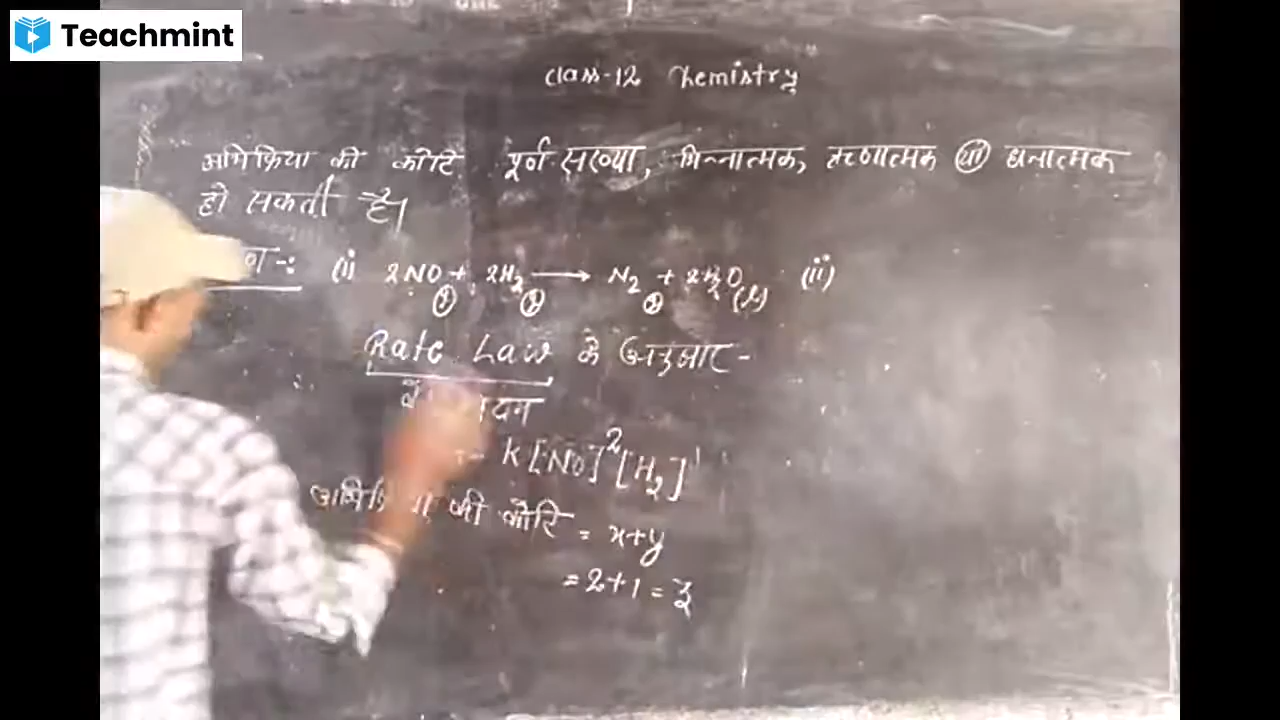 Teachmint
Class-12 Chemistry
अभिक्रिया की कोटि पूर्ण संख्या, भिन्नात्मक, ऋणात्मक या धनात्मक
हो सकती है।
(i) 2NO + 2H₂ ⟶ N₂ + 2H₂O (ii)
(g) (g) (g) (l)
Rate Law के अनुसार -
k[NO]²[H₂]¹
की कोटि = x+y
= 2+1 = 3